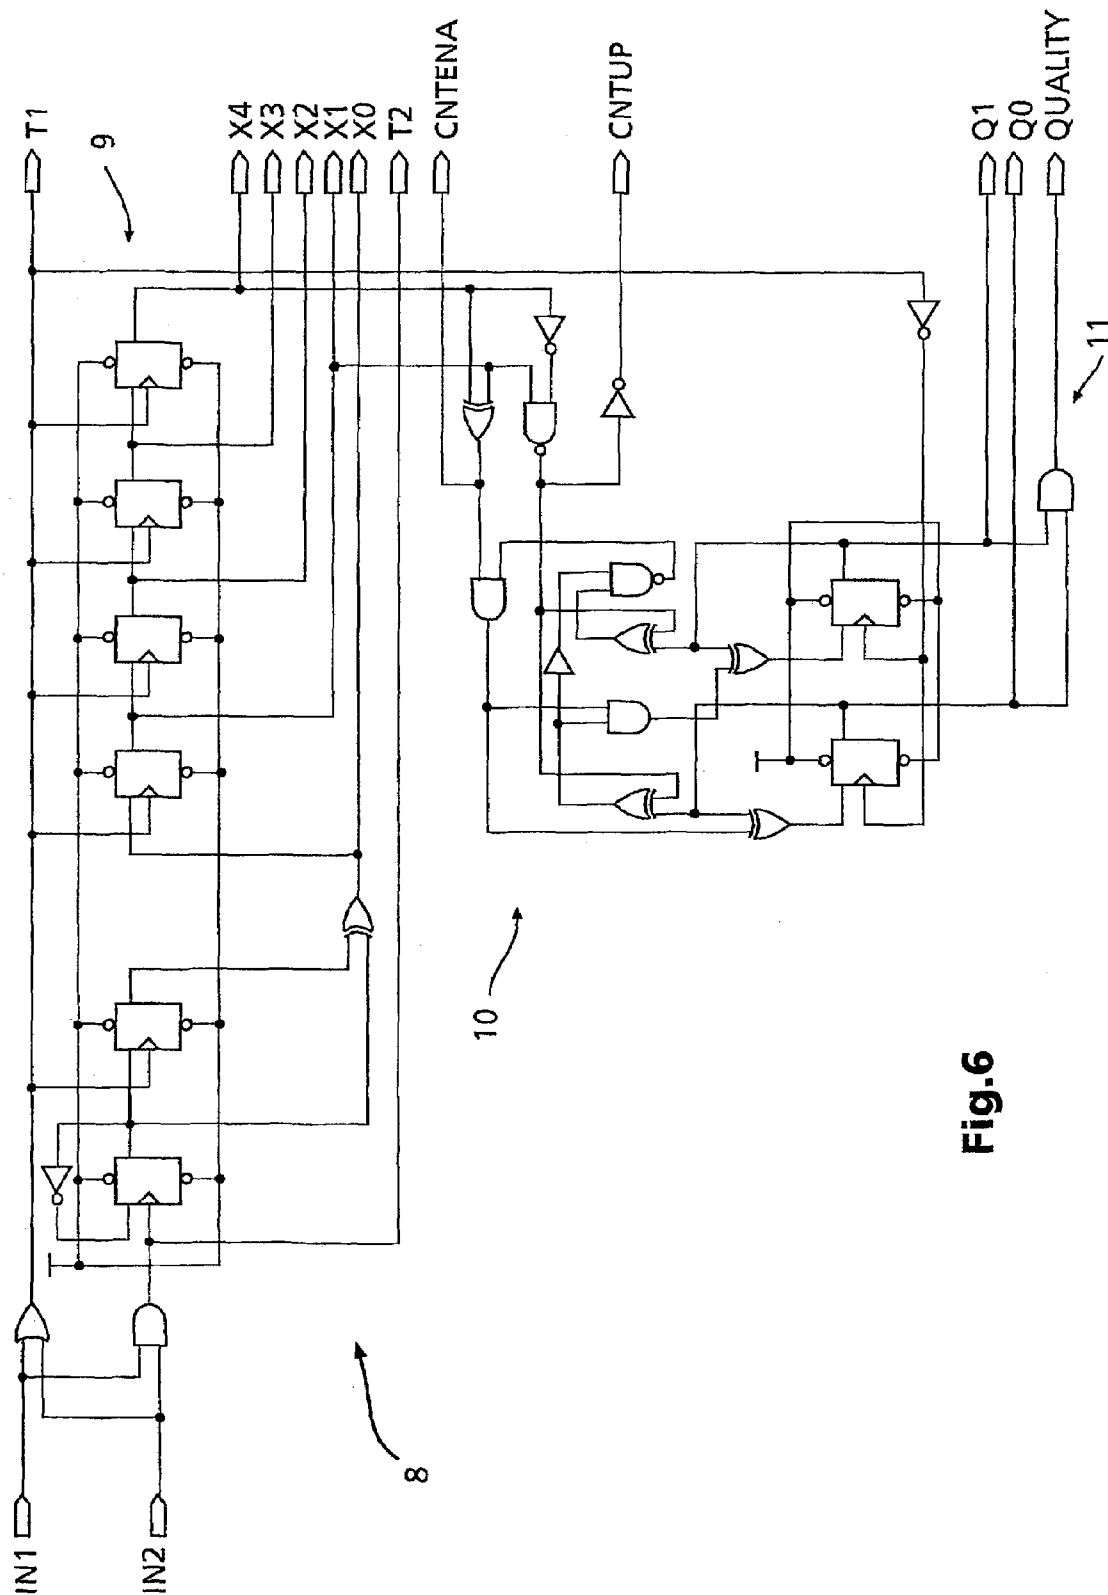 IN1
IN2
8
9
10
11
T1
X4
X3
X2
X1
X0
T2
CNTENA
CNTUP
Q1
Q0
QUALITY
Fig.6